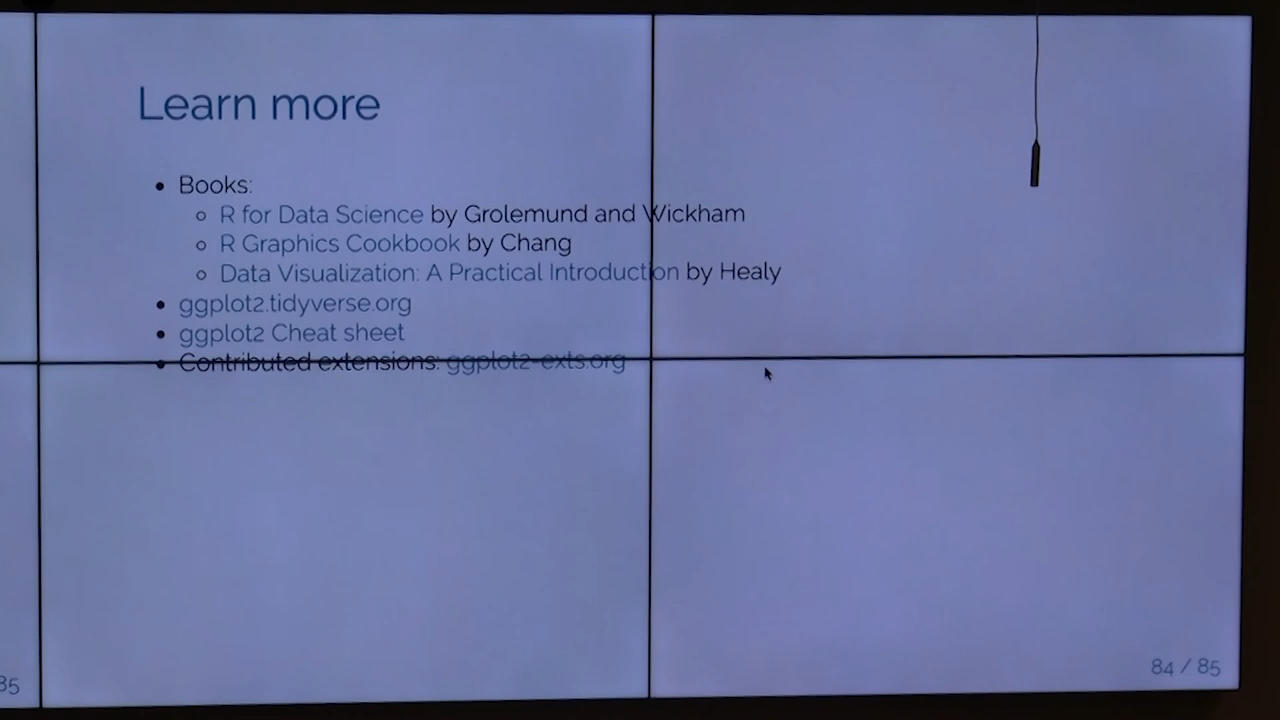 Learn more
Books:
R for Data Science by Grolemund and Wickham
R Graphics Cookbook by Chang
Data Visualization: A Practical Introduction by Healy
ggplot2.tidyverse.org
ggplot2 Cheat sheet
Contributed extensions: ggplot2-exts.org
84 / 85
85